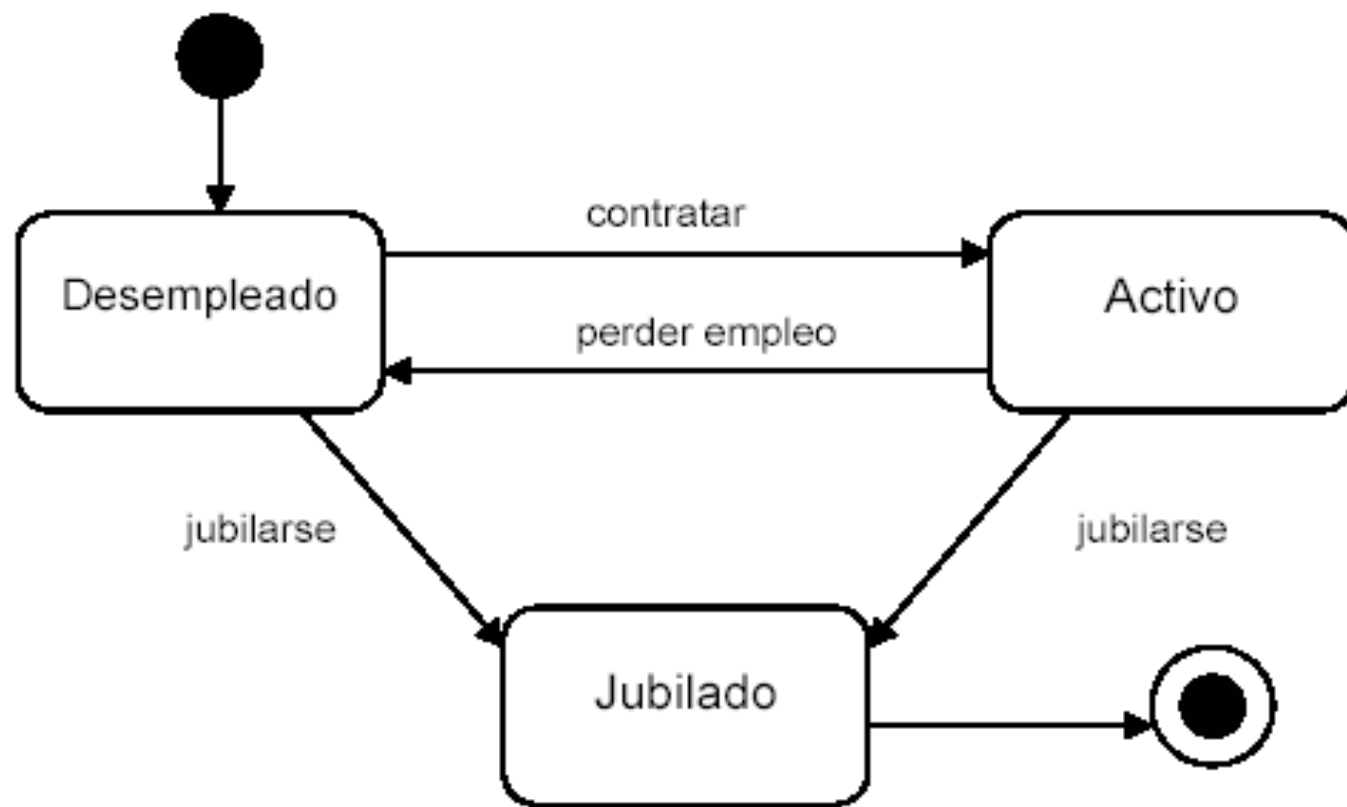 contratar
Desempleado
Activo
perder empleo
jubilarse
jubilarse
Jubilado